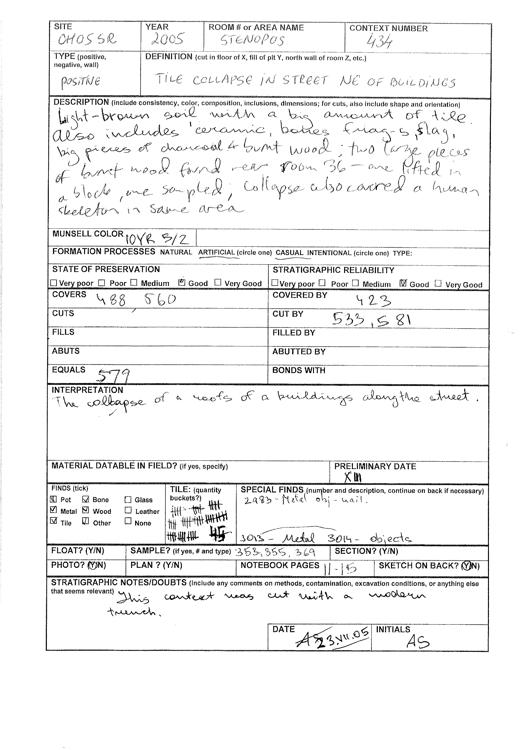 SITE YEAR ROOM # or AREA NAME CONTEXT NUMBER
CHOSSR 2005 STENOPOS 434
TYPE (positive, negative, wall) DEFINITION (cut in floor of X, fill of pit Y, north wall of room Z, etc.)
POSITIVE TILE COLLAPSE IN STREET NE OF BUILDINGS
DESCRIPTION (include consistency, color, composition, inclusions, dimensions; for cuts, also include shape and orientation)
Light-brown soil with a big amount of tile.
also includes ceramic, bones frag-s, slag,
big pieces of charcoal & burnt wood; two large pieces
of burnt wood found near room 36 - one lifted in
a block, one sampled; collapse also covered a human
skeleton in same area
MUNSELL COLOR 10YR 5/2
FORMATION PROCESSES NATURAL ARTIFICIAL (circle one) CASUAL INTENTIONAL (circle one) TYPE:
STATE OF PRESERVATION STRATIGRAPHIC RELIABILITY
Very poor Poor Medium Good Very Good Very poor Poor Medium Good Very Good
COVERS 488 560 COVERED BY 423
CUTS CUT BY 533, 581
FILLS FILLED BY
ABUTS ABUTTED BY
EQUALS 579 BONDS WITH
INTERPRETATION
The collapse of a roofs of a buildings along the street.
MATERIAL DATABLE IN FIELD? (if yes, specify) PRELIMINARY DATE
XIII
FINDS (tick) TILE: (quantity buckets?) SPECIAL FINDS (number and description, continue on back if necessary)
Pot Bone Glass 2983 - Metal obj - nail.
Metal Wood Leather
Tile Other None 45 3013 - Metal 3014 - objects
FLOAT? (Y/N) SAMPLE? (if yes, # and type) 353, 355, 369 SECTION? (Y/N)
PHOTO? (Y/N) PLAN ? (Y/N) NOTEBOOK PAGES 11-15 SKETCH ON BACK? (Y/N)
STRATIGRAPHIC NOTES/DOUBTS (Include any comments on methods, contamination, excavation conditions, or anything else
that seems relevant) This context was cut with a modern
trench.
DATE 23.VII.05 INITIALS AS